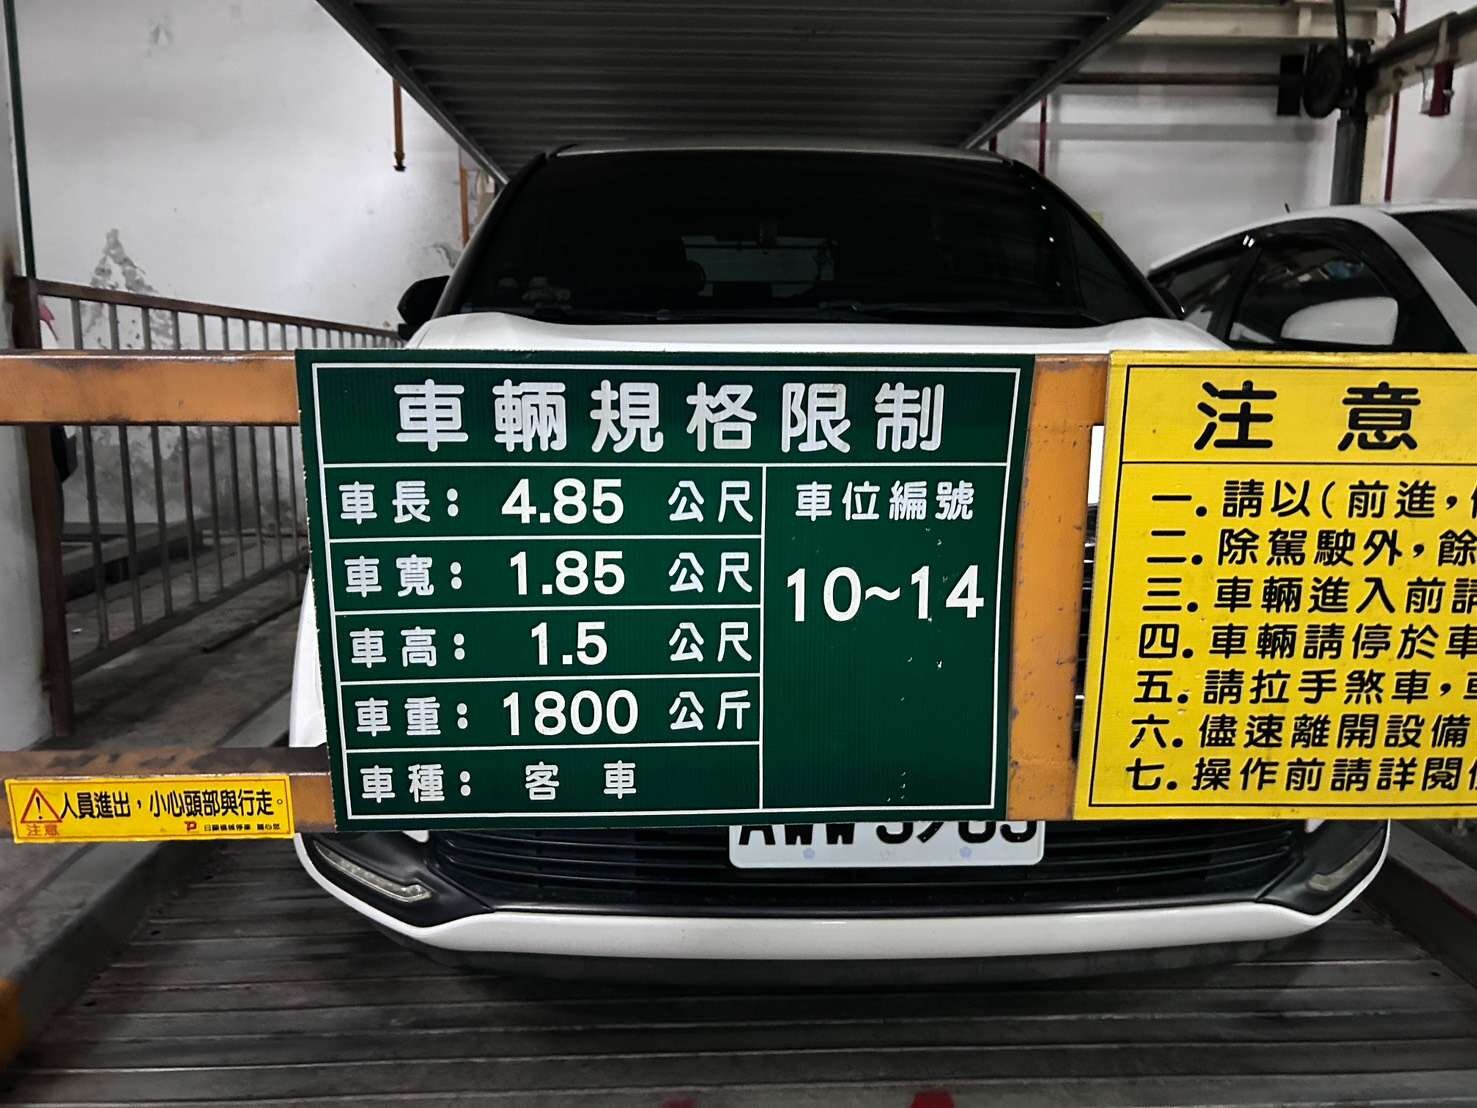 車輛規格限制
車長：4.85 公尺
車寬：1.85 公尺
車高：1.5 公尺
車重：1800 公斤
車種：客車
車位編號
10~14
注意
一.請以(前進，
二.除駕駛外，餘
三.車輛進入前請
四.車輛請停於車
五.請拉手煞車，
六.儘速離開設備
七.操作前請詳閱
人員進出，小心頭部與行走。
注意